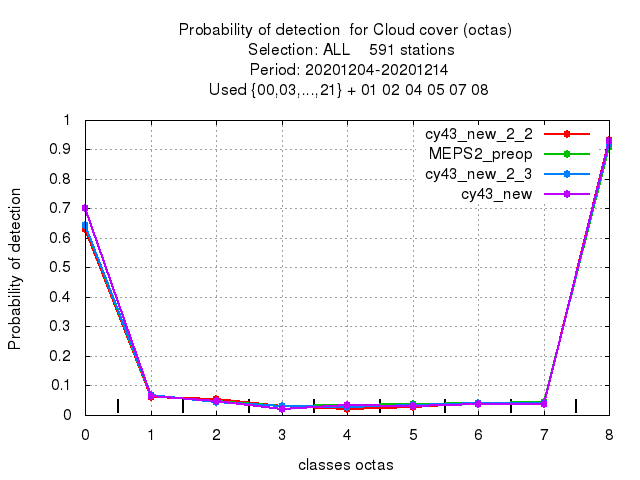 Probability of detection  for Cloud cover (octas)
Selection: ALL    591 stations
Period: 20201204-20201214
Used {00,03,...,21} + 01 02 04 05 07 08
cy43_new_2_2
MEPS2_preop
cy43_new_2_3
cy43_new
Probability of detection
1
0.9
0.8
0.7
0.6
0.5
0.4
0.3
0.2
0.1
0
0 1 2 3 4 5 6 7 8
classes octas